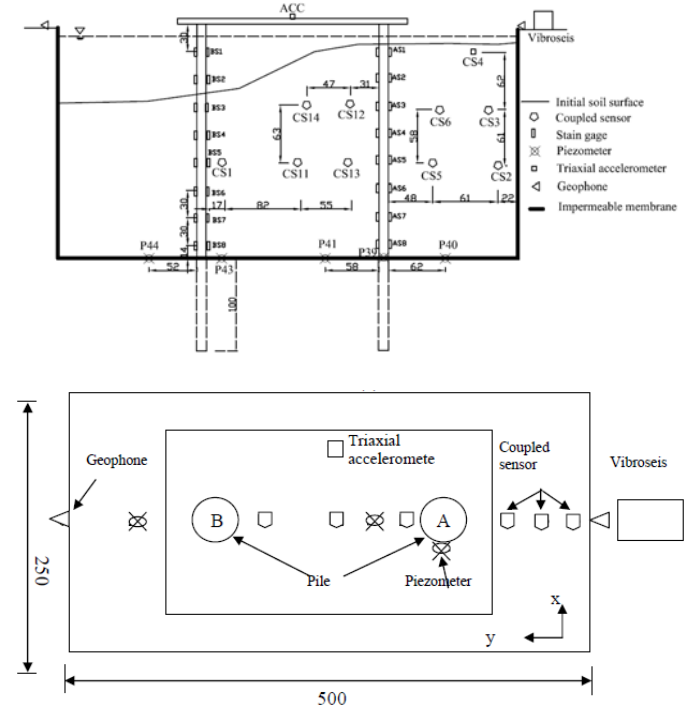 ACC
Vibroseis
30
BS1
AS1
CS4
BS2
AS2
62
47
31
BS3
AS3
CS14
CS12
CS6
CS3
Initial soil surface
Coupled sensor
Stain gage
Piezometer
Triaxial accelerometer
Geophone
Impermeable membrane
BS4
AS4
63
58
61
BS5
AS5
CS1
CS11
CS13
CS5
CS2
BS6
AS6
30
17
82
55
48
61
22
BS7
AS7
30
BS8
AS8
14
P44
P43
P41
P39
P40
52
58
62
100
Triaxial
acceleromete
Geophone
Coupled
sensor
Vibroseis
B
A
250
Pile
Piezometer
x
y
500